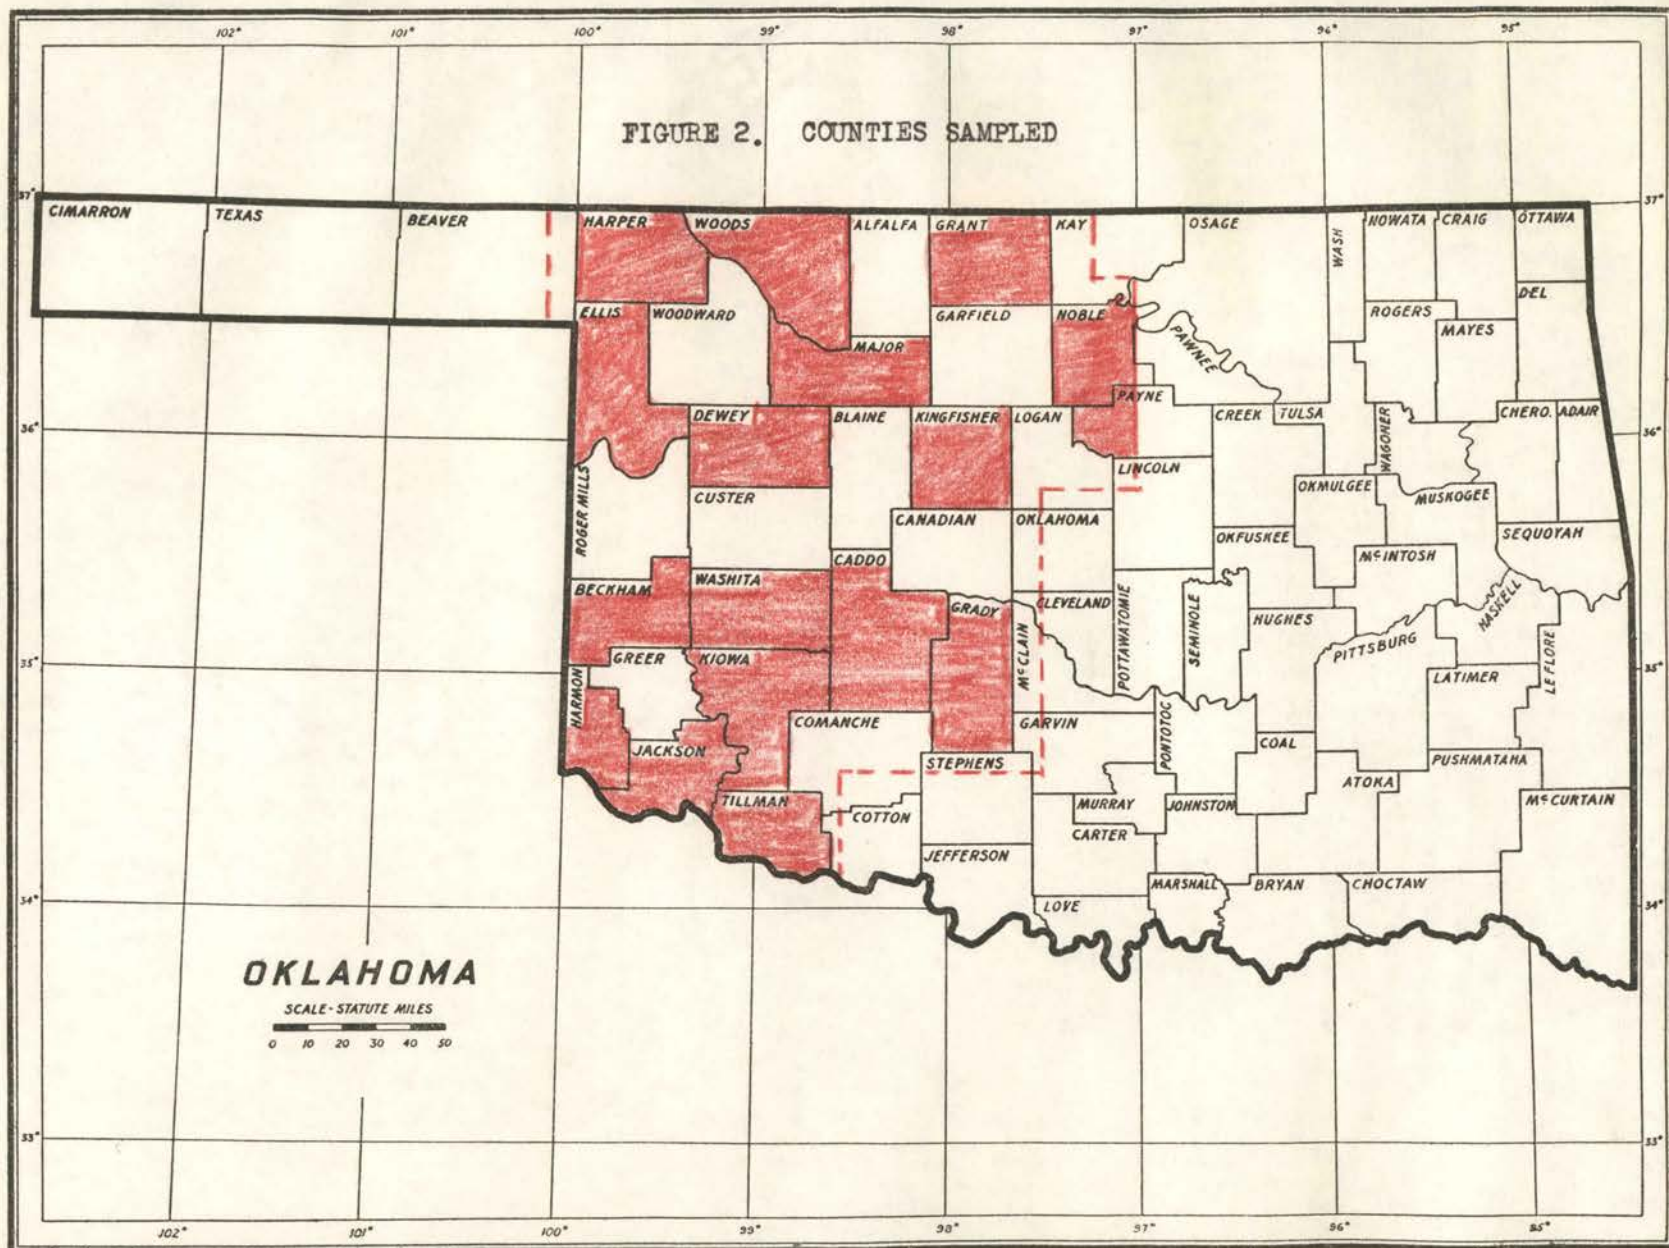 102° 101° 100° 99° 98° 97° 96° 95°
FIGURE 2. COUNTIES SAMPLED
37° 37°
CIMARRON TEXAS BEAVER HARPER WOODS ALFALFA GRANT KAY OSAGE WASH NOWATA CRAIG OTTAWA
DEL
ELLIS WOODWARD GARFIELD NOBLE ROGERS
MAYES
MAJOR PAWNEE
PAYNE
DEWEY BLAINE KINGFISHER LOGAN CREEK TULSA WAGONER CHERO. ADAIR
36° 36°
LINCOLN
ROGER MILLS CUSTER OKMULGEE MUSKOGEE
CANADIAN OKLAHOMA
OKFUSKEE SEQUOYAH
CADDO McINTOSH
BECKHAM WASHITA
GRADY CLEVELAND POTTAWATOMIE SEMINOLE HUGHES HASKELL
McCLAIN PITTSBURG LE FLORE
35° GREER KIOWA 35°
LATIMER
HARMON COMANCHE GARVIN PONTOTOC
JACKSON COAL
STEPHENS PUSHMATAHA
ATOKA
TILLMAN MURRAY JOHNSTON McCURTAIN
COTTON
CARTER
JEFFERSON
MARSHALL BRYAN CHOCTAW
34° LOVE 34°
OKLAHOMA
SCALE - STATUTE MILES
0 10 20 30 40 50
33° 33°
102° 101° 100° 99° 98° 97° 96° 95°